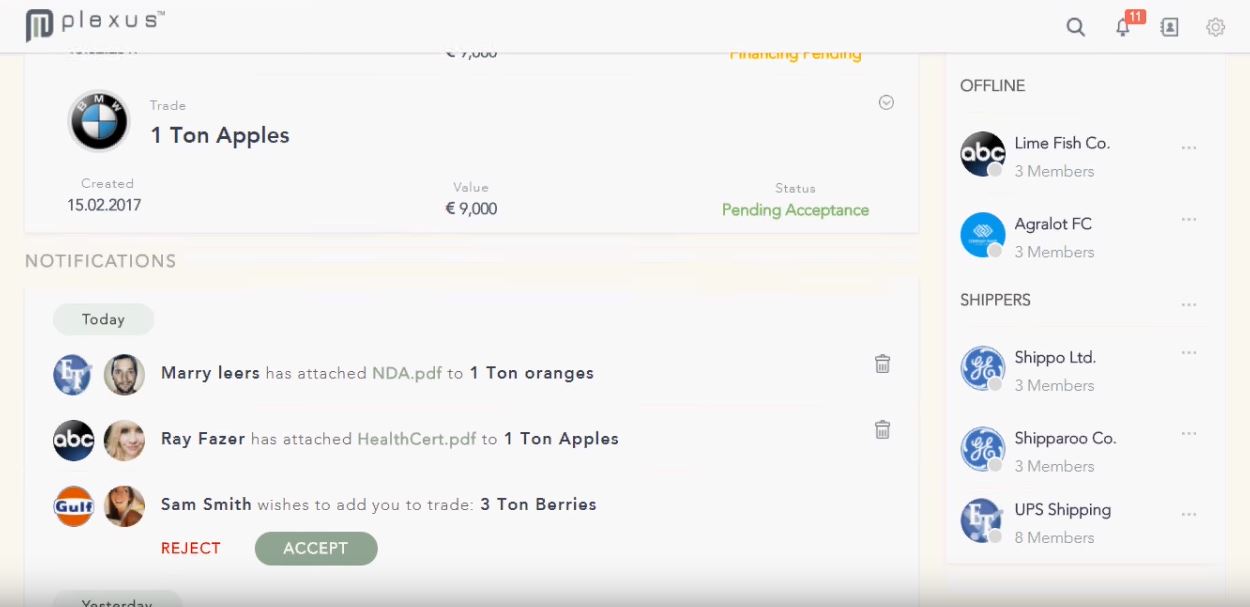 plexus™
11
€ 7,000
Financing Pending
BMW
Trade
1 Ton Apples
Created
Value
Status
15.02.2017
€ 9,000
Pending Acceptance
NOTIFICATIONS
Today
ET
Marry leers has attached NDA.pdf to 1 Ton oranges
abc
Ray Fazer has attached HealthCert.pdf to 1 Ton Apples
Gulf
Sam Smith wishes to add you to trade: 3 Ton Berries
REJECT
ACCEPT
Yesterday
OFFLINE
abc
Lime Fish Co.
3 Members
Agralot FC
3 Members
SHIPPERS
Shippo Ltd.
3 Members
Shipparoo Co.
3 Members
ET
UPS Shipping
8 Members